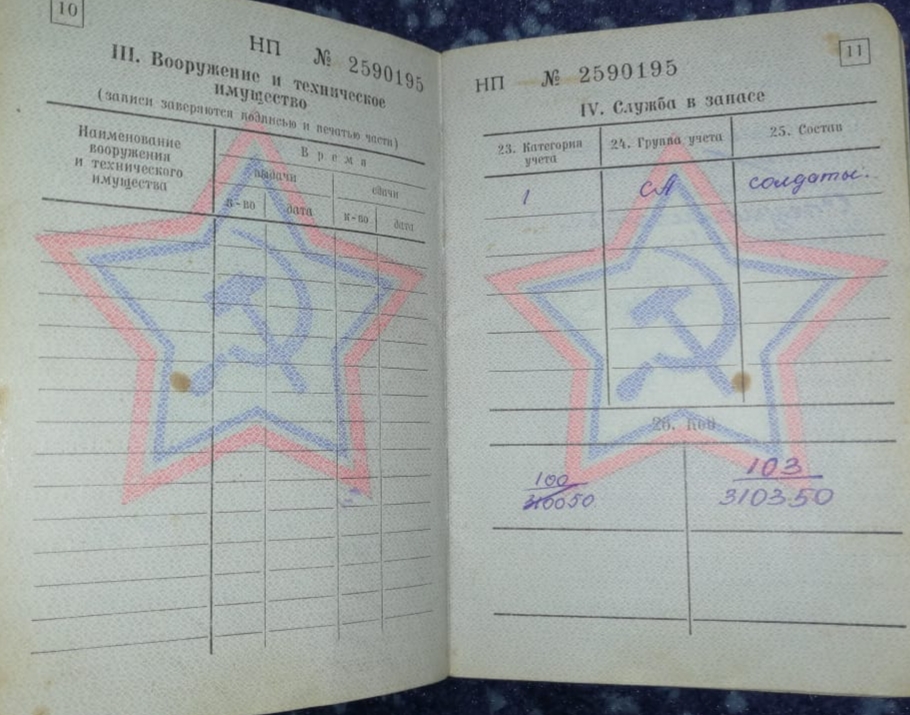 10
НП № 2590195
III. Вооружение и техническое
имущество
(записи заверяются подписью и печатью части)
Наименование
вооружения
и технического
имущества
Время
выдачи
сдачи
к-во
дата
к-во
дата
11
НП № 2590195
IV. Служба в запасе
23. Категория
учета
24. Группа учета
25. Состав
1
СА
солдаты.
26. Код
100
310050
103
310350